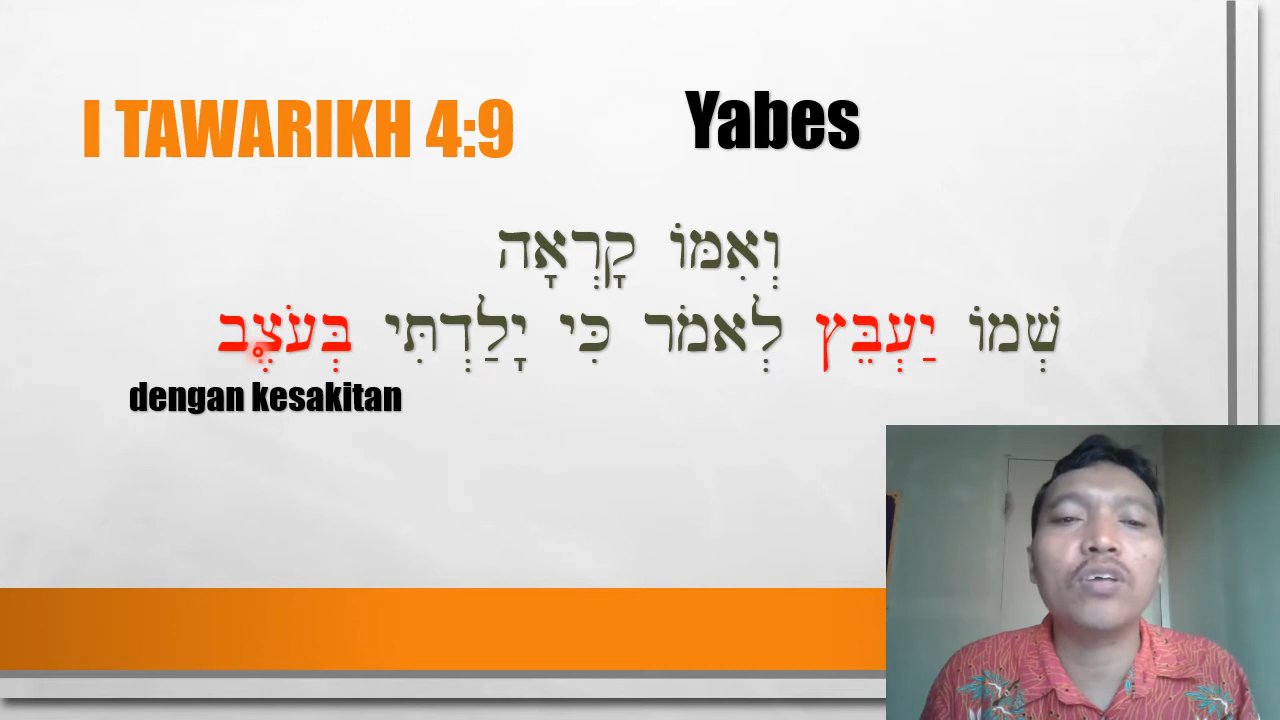 I TAWARIKH 4:9
Yabes
וְאִמּוֹ קָרְאָה
שְׁמוֹ יַעְבֵּץ לְאמֹר כִּי יָלַדְתִּי בְּעֹצֶב
dengan kesakitan